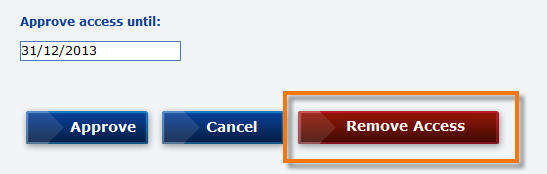 Approve access until:
31/12/2013
Approve Cancel Remove Access